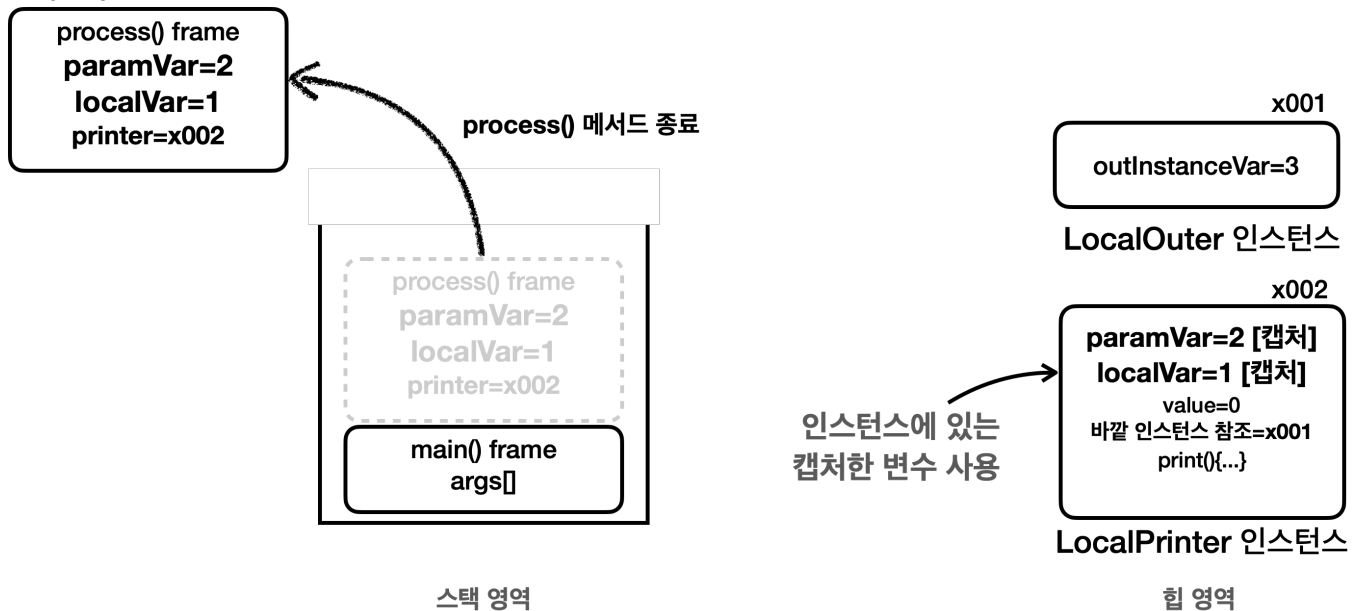 process() frame
paramVar=2
localVar=1
printer=x002
process() 메서드 종료
process() frame
paramVar=2
localVar=1
printer=x002
main() frame
args[]
스택 영역
x001
outInstanceVar=3
LocalOuter 인스턴스
x002
paramVar=2 [캡처]
localVar=1 [캡처]
value=0
바깥 인스턴스 참조=x001
print(){...}
LocalPrinter 인스턴스
인스턴스에 있는
캡처한 변수 사용
힙 영역